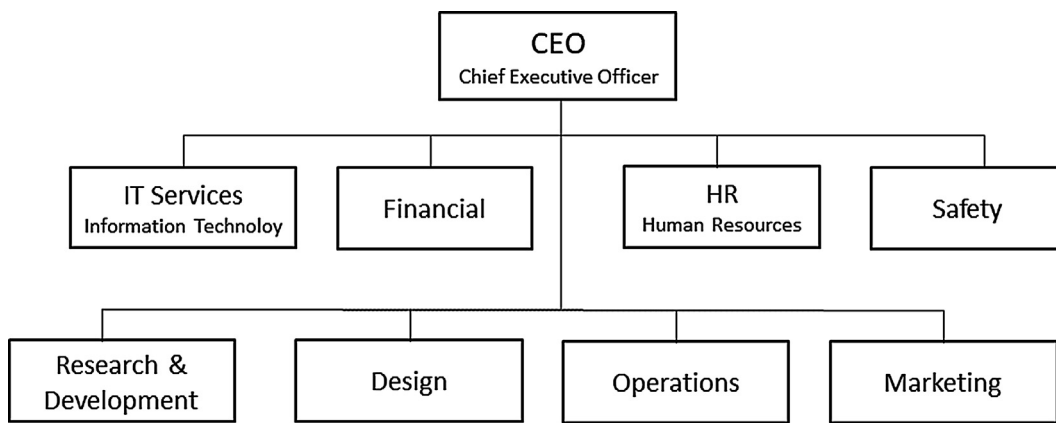 CEO
Chief Executive Officer
IT Services
Information Technoloy
Financial
HR
Human Resources
Safety
Research &
Development
Design
Operations
Marketing